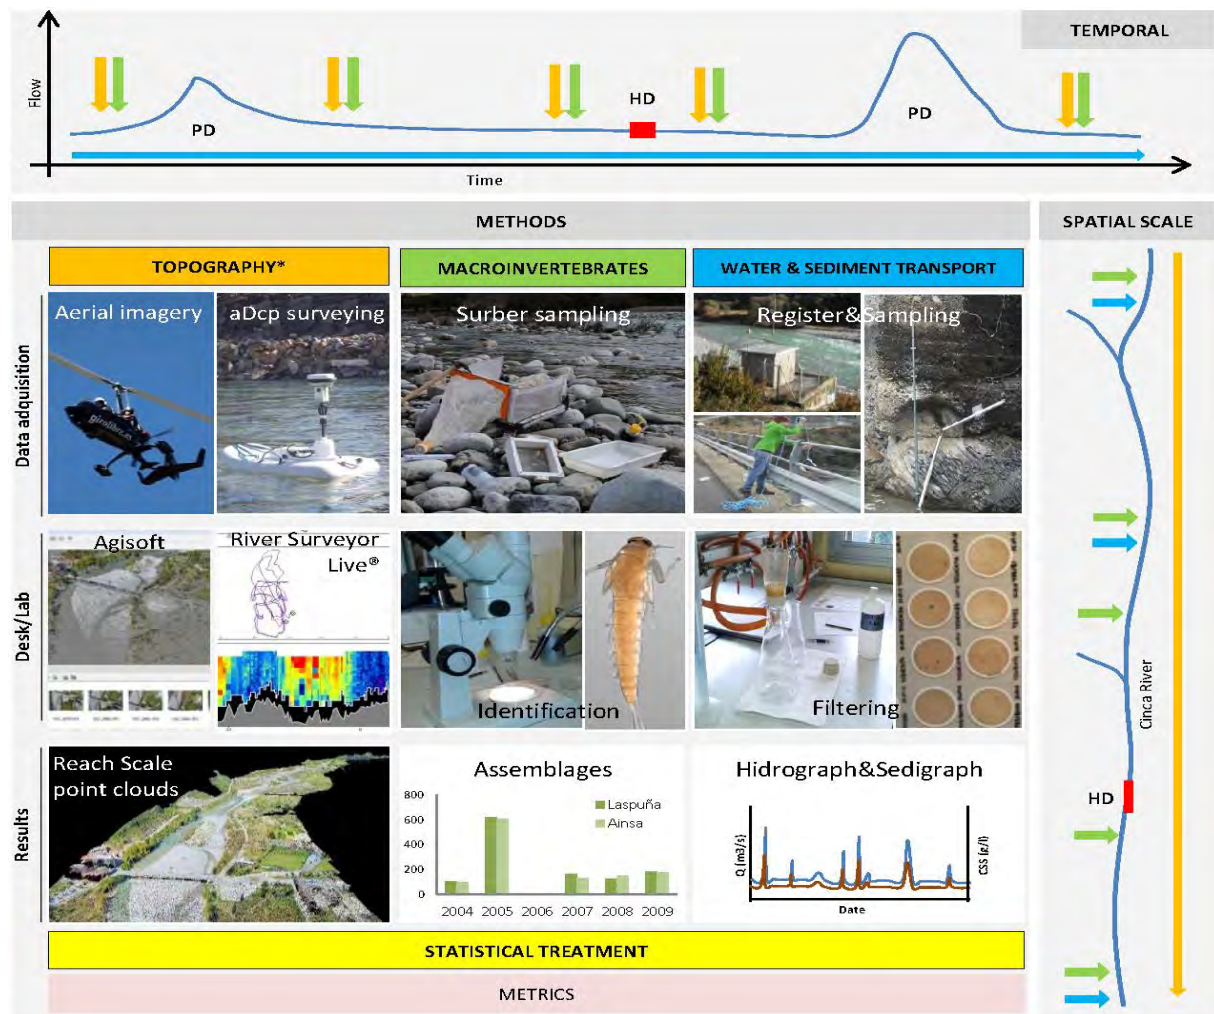 TEMPORAL
Flow
HD
PD
PD
Time
METHODS
SPATIAL SCALE
TOPOGRAPHY*
MACROINVERTEBRATES
WATER & SEDIMENT TRANSPORT
Data adquisition
Aerial imagery
aDcp surveying
Surber sampling
Register&Sampling
Desk/Lab
Agisoft
River Surveyor
Live®
Identification
Filtering
Cinca River
Results
Reach Scale
point clouds
Assemblages
800
600
400
200
0
Laspuña
Ainsa
2004 2005 2006 2007 2008 2009
Hidrograph&Sedigraph
Q (m3/s)
CSS (g/l)
Date
HD
STATISTICAL TREATMENT
METRICS